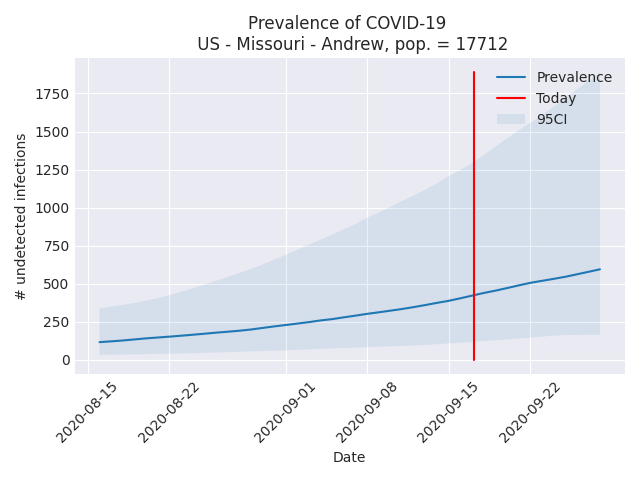 Prevalence of COVID-19
US - Missouri - Andrew, pop. = 17712
Prevalence
Today
95CI
1750
1500
1250
1000
750
500
250
0
# undetected infections
2020-08-15
2020-08-22
2020-09-01
2020-09-08
2020-09-15
2020-09-22
Date